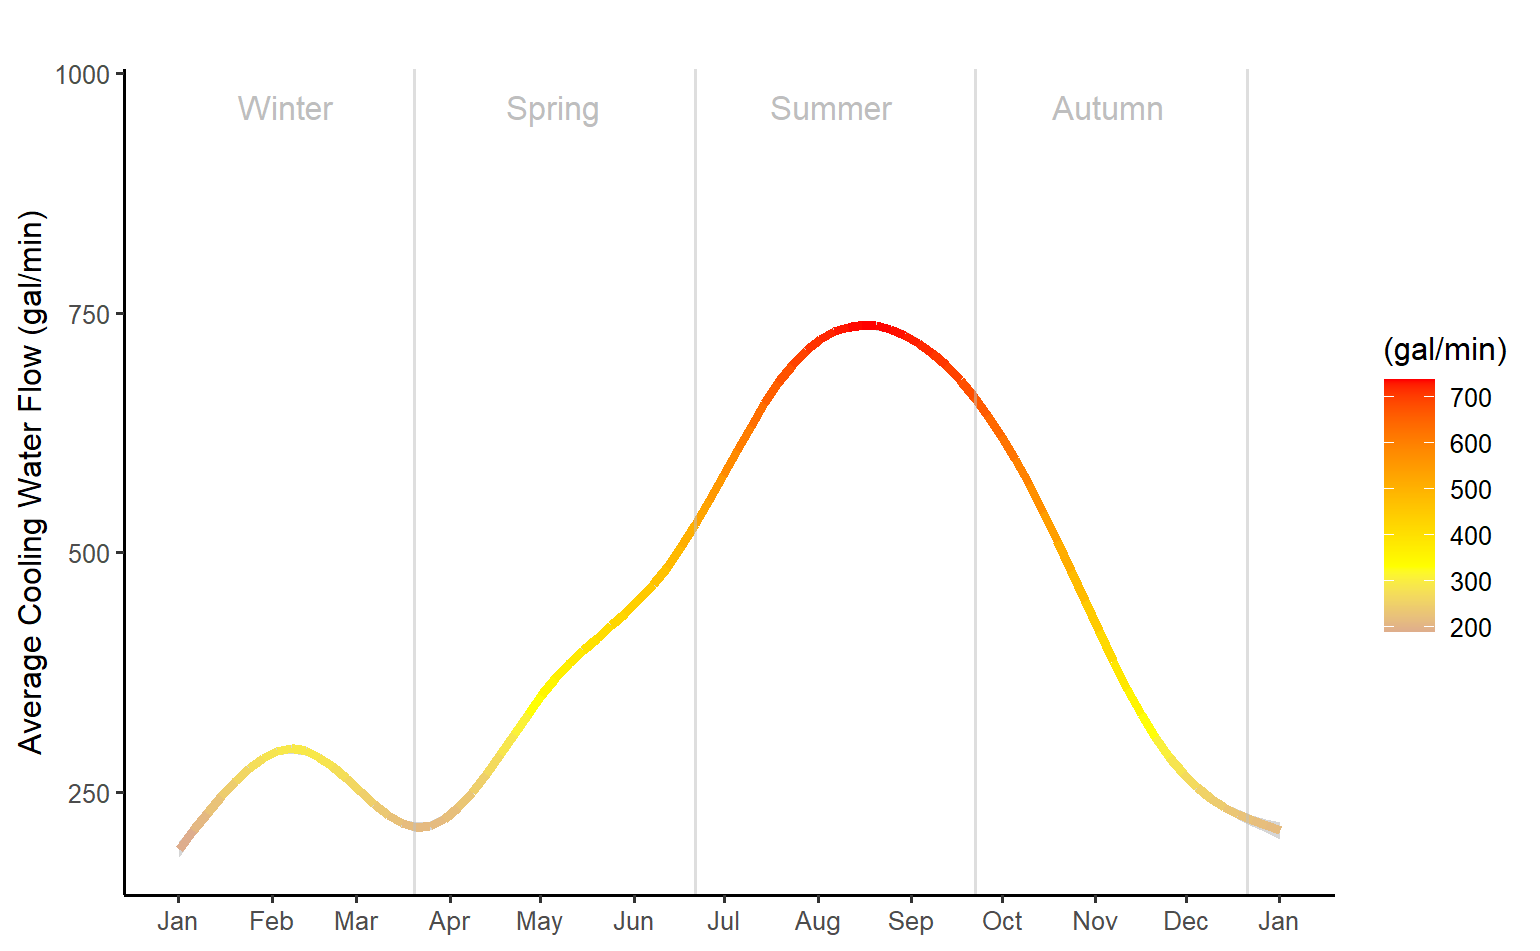 1000
750
500
250
Average Cooling Water Flow (gal/min)
Winter Spring Summer Autumn
Jan Feb Mar Apr May Jun Jul Aug Sep Oct Nov Dec Jan
(gal/min)
700
600
500
400
300
200